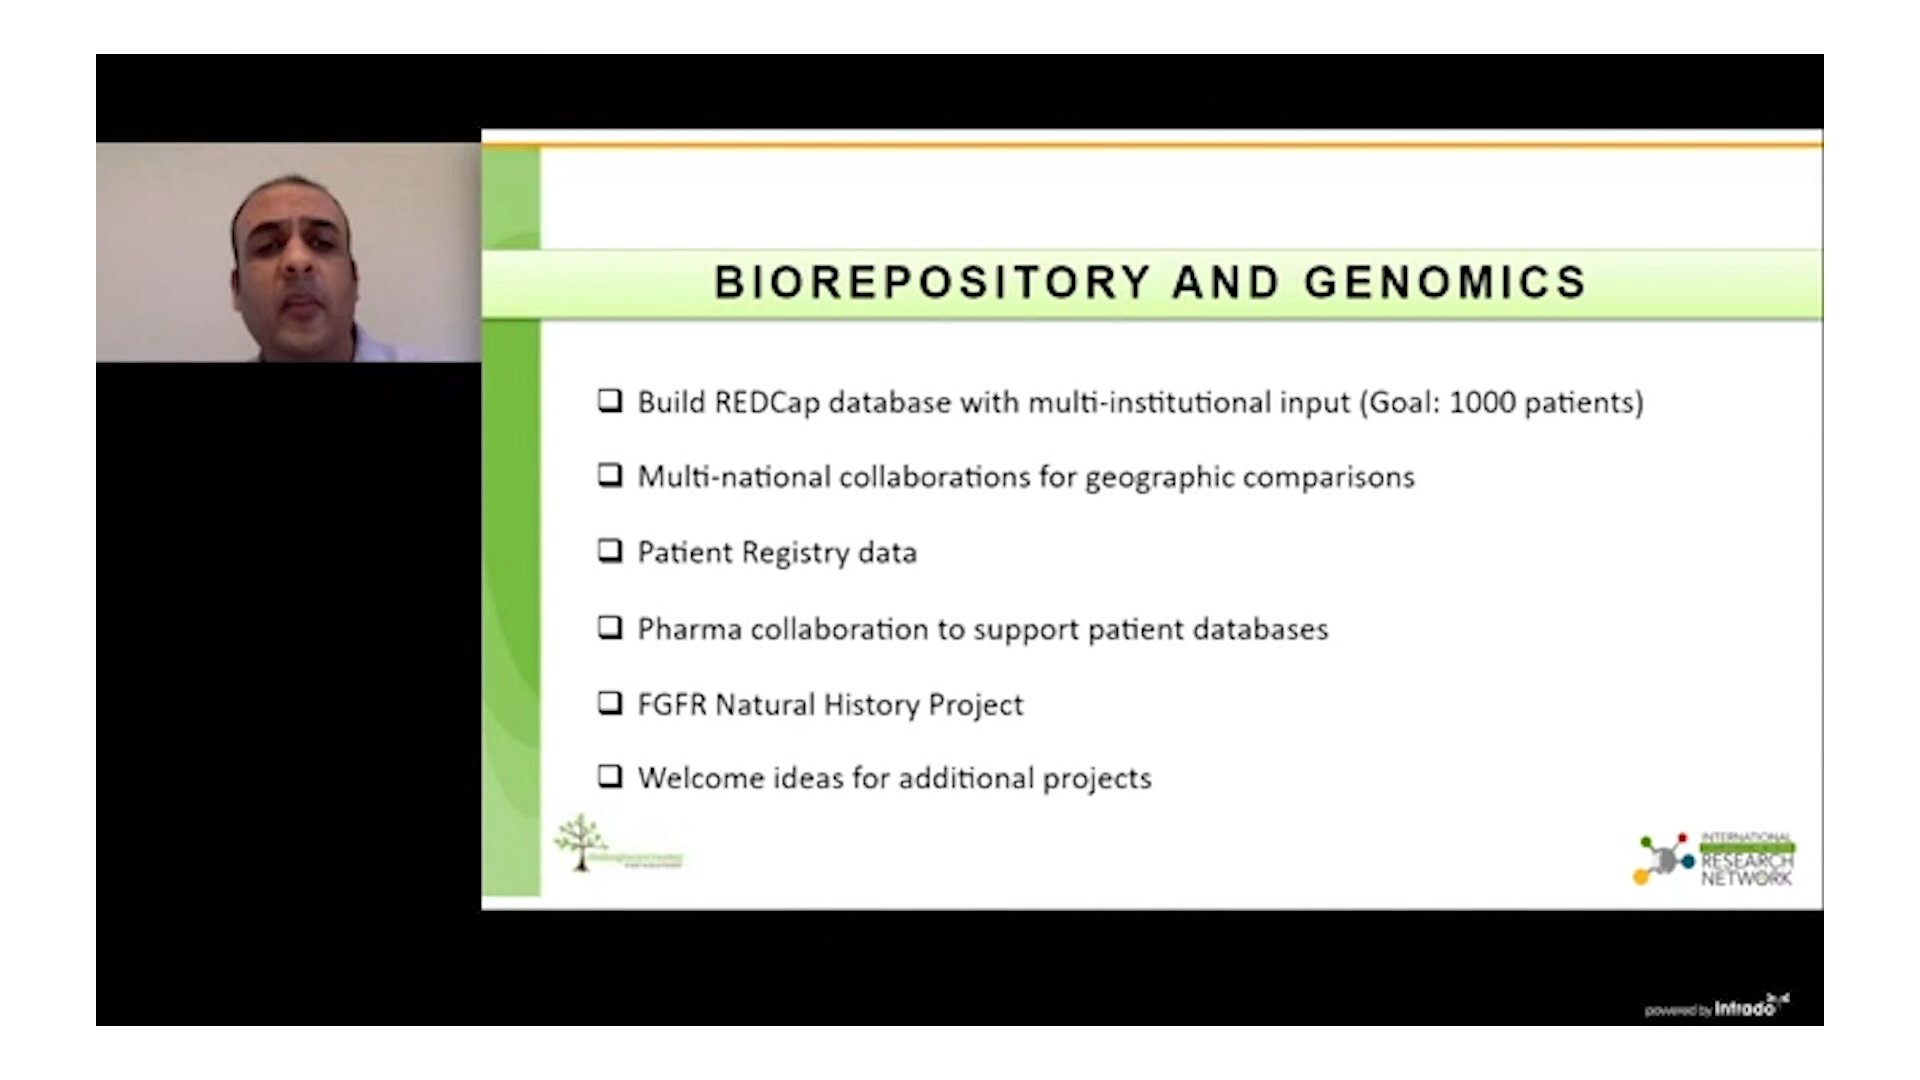 BIOREPOSITORY AND GENOMICS
Build REDCap database with multi-institutional input (Goal: 1000 patients)
Multi-national collaborations for geographic comparisons
Patient Registry data
Pharma collaboration to support patient databases
FGFR Natural History Project
Welcome ideas for additional projects
INTERNATIONAL
RESEARCH
NETWORK
powered by intrado